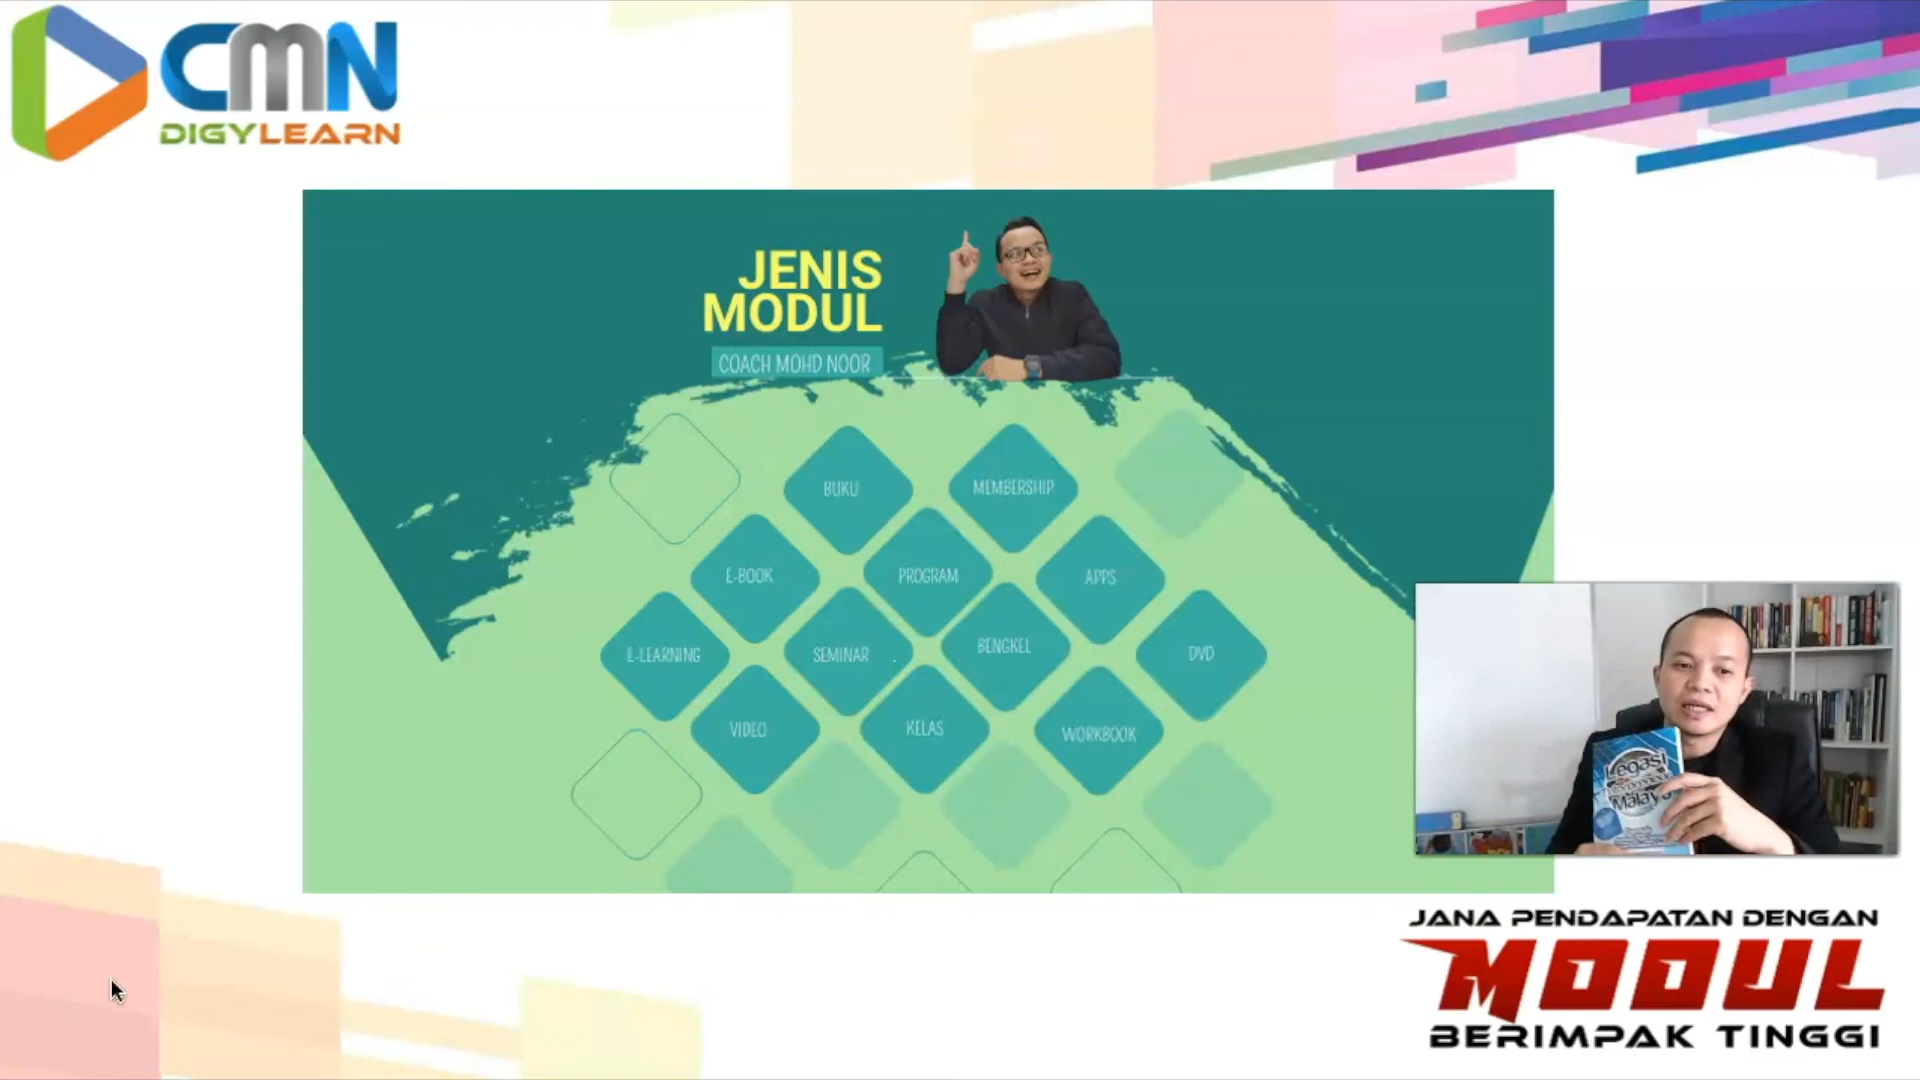 CMN
DIGYLEARN
JENIS
MODUL
COACH MOHD NOOR
BUKU
MEMBERSHIP
E-BOOK
PROGRAM
APPS
E-LEARNING
SEMINAR
BENGKEL
DVD
VIDEO
KELAS
WORKBOOK
Legasi
Malaya
JANA PENDAPATAN DENGAN
MODUL
BERIMPAK TINGGI